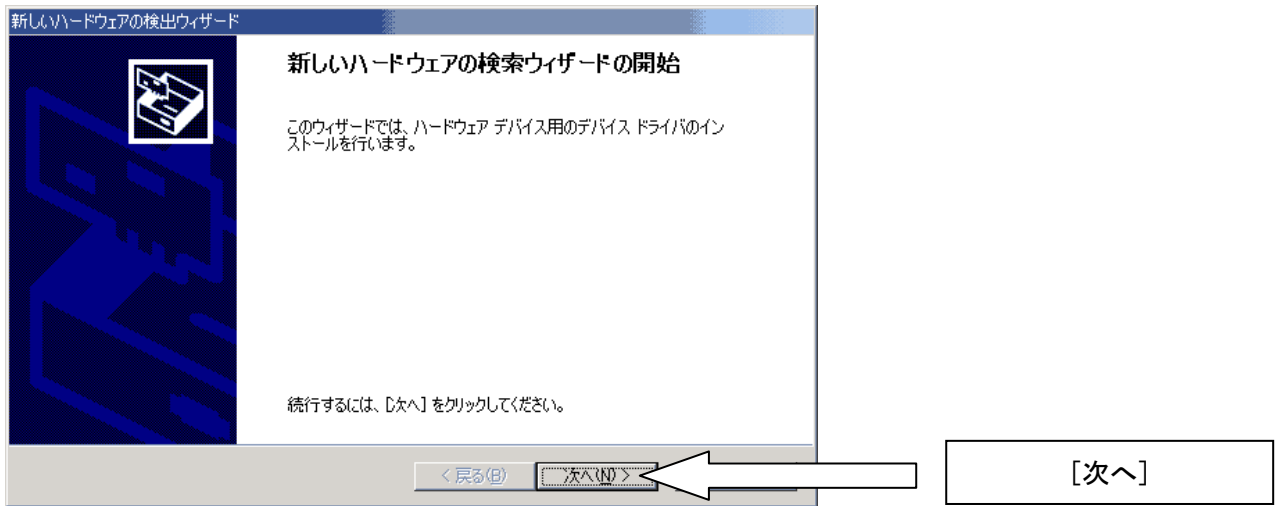 新しいハードウェアの検出ウィザード
新しいハードウェアの検索ウィザードの開始
このウィザードでは、ハードウェア デバイス用のデバイス ドライバのイン
ストールを行います。
続行するには、[次へ] をクリックしてください。
< 戻る(B)
次へ(N) >
[次へ]